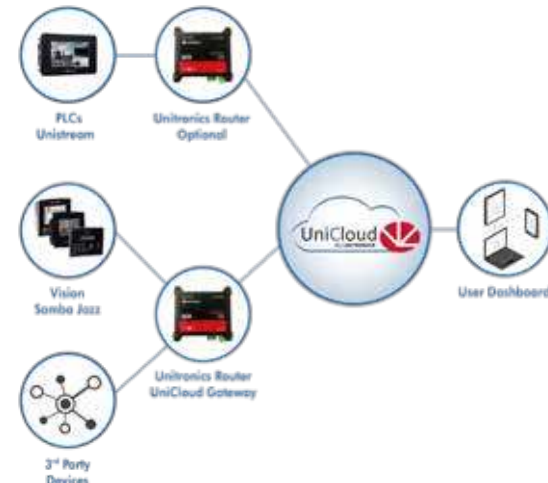 PLCs
Unistream
Unitronics Router
Optional
UniCloud
User Dashboard
Vision
Samba Jazz
Unitronics Router
UniCloud Gateway
3rd Party
Devices